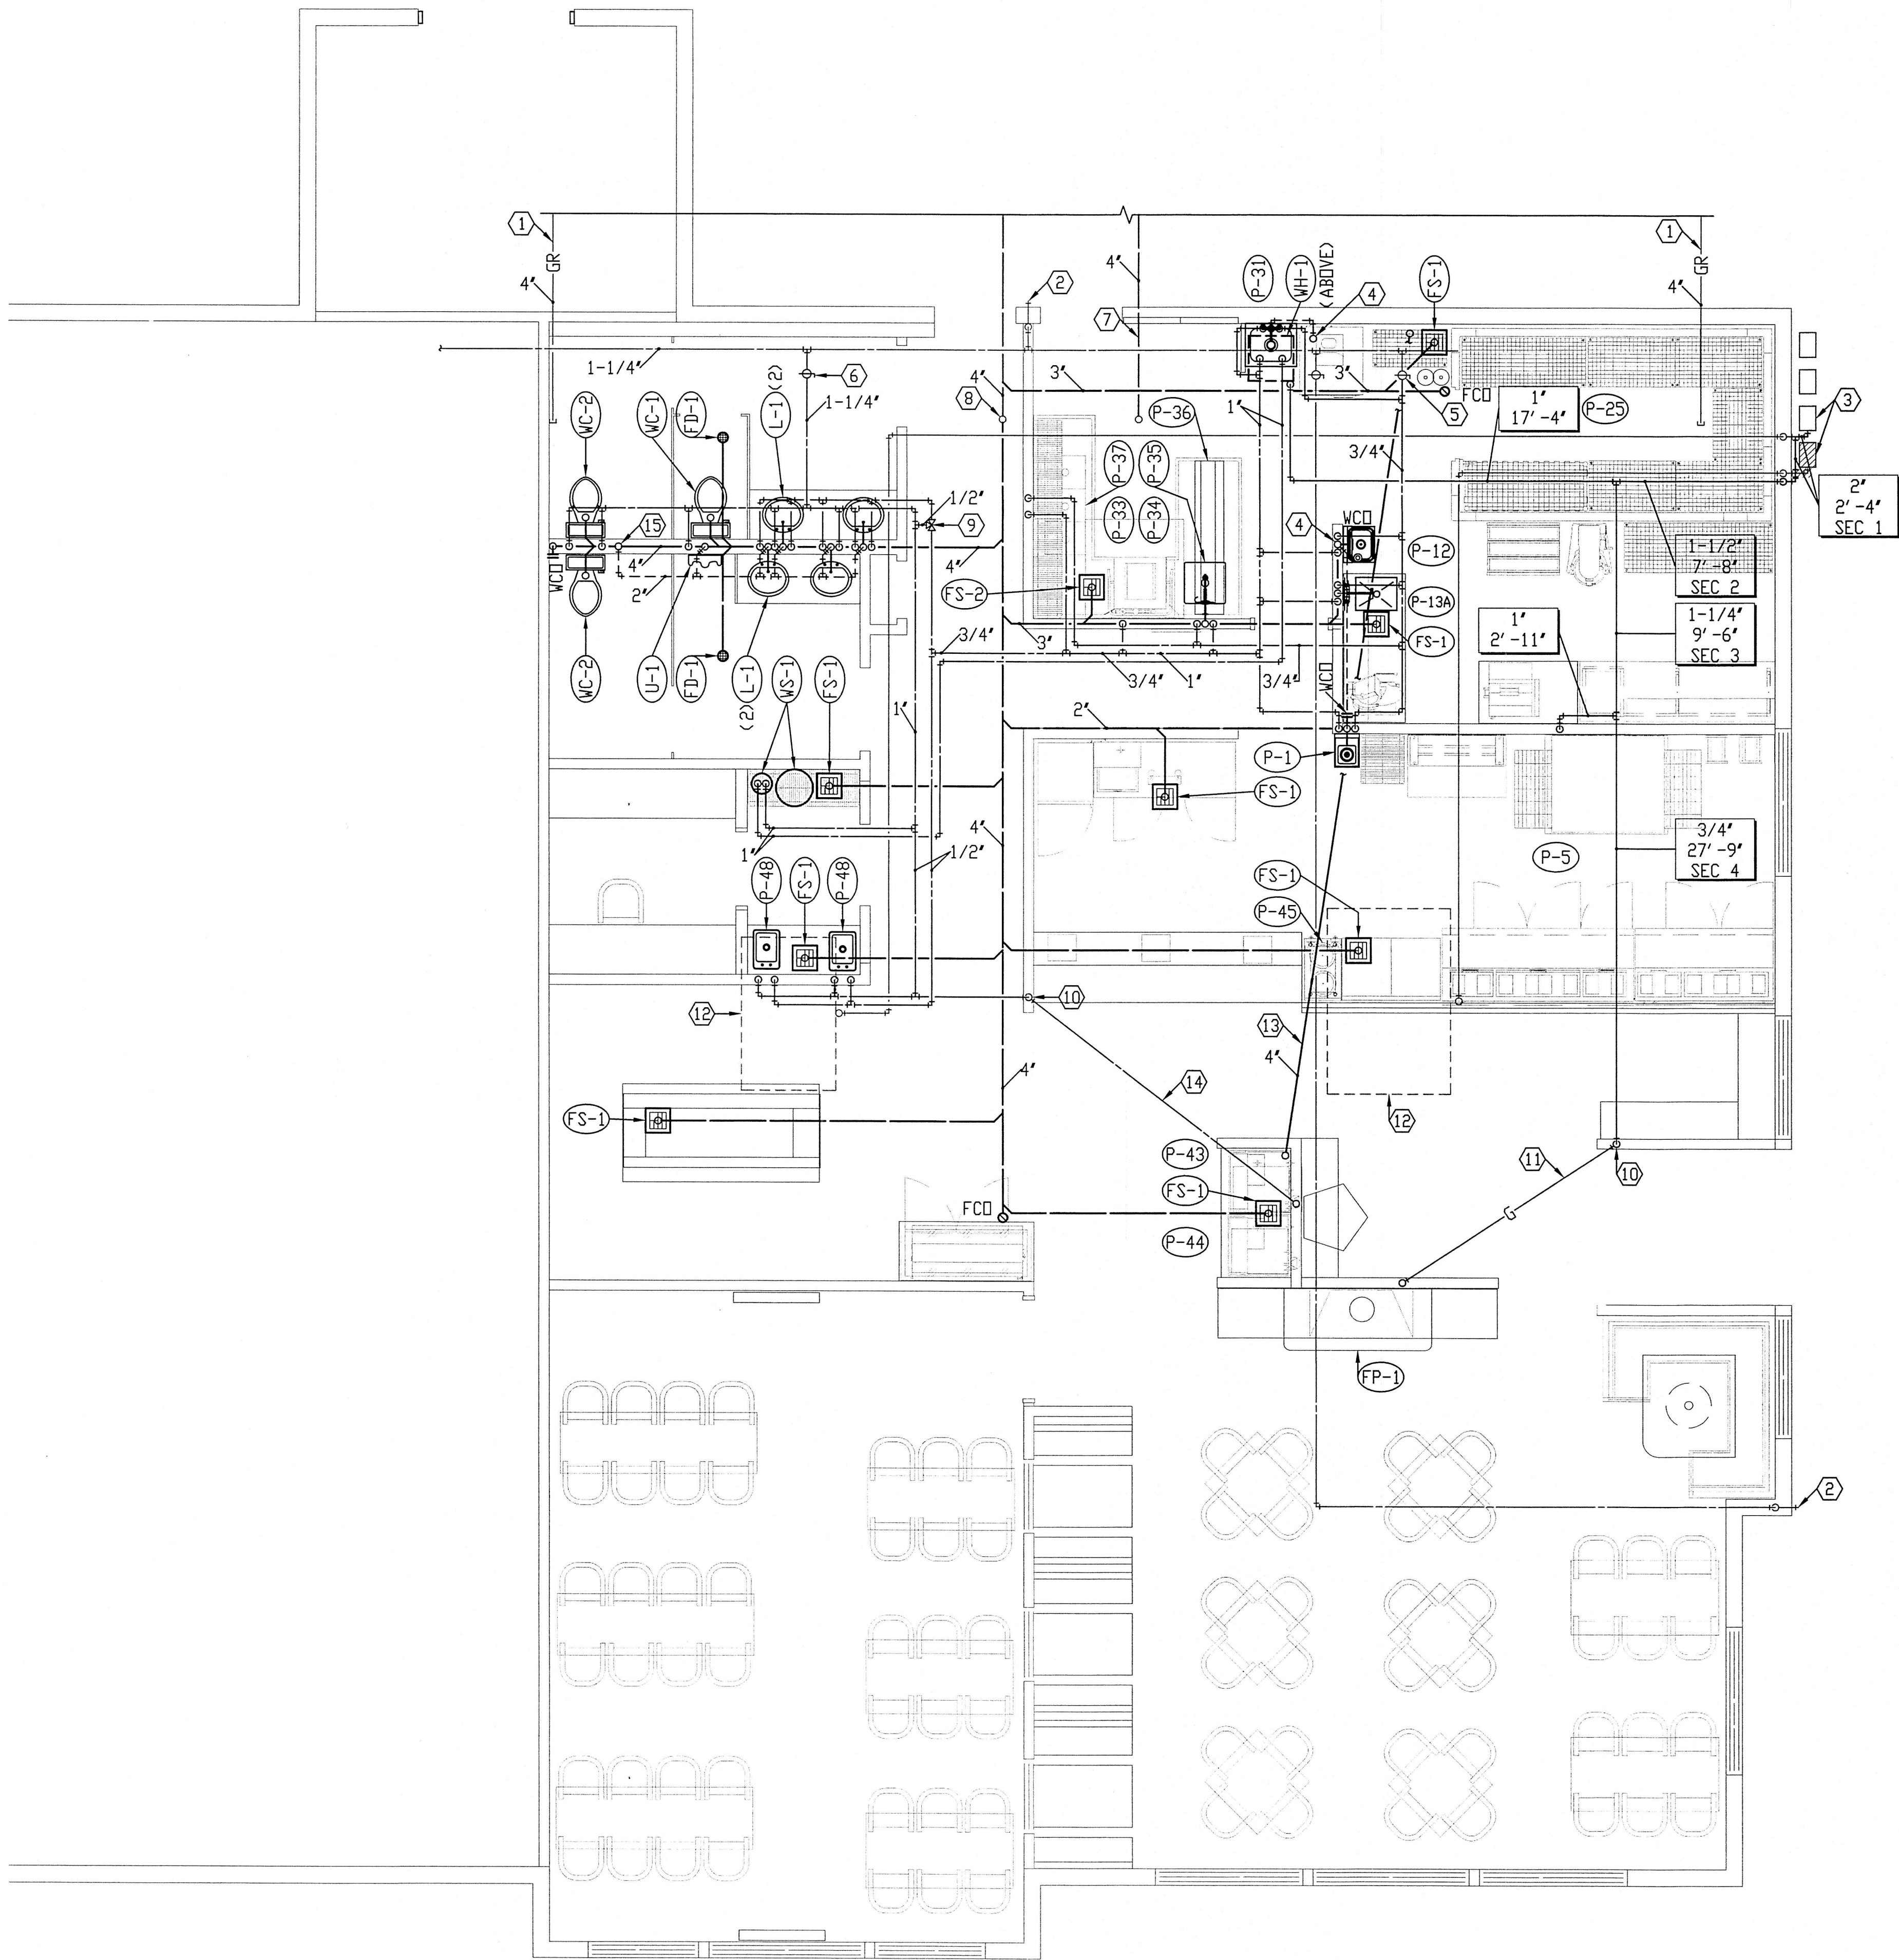 1
GR
4"
1
GR
4"
4"
7
2
P-31
WH-1
(ABOVE)
4
FS-1
1-1/4"
6
1-1/4"
4"
8
3"
3"
FCO
5
WC-2
WC-1
FD-1
L-1
(2)
P-36
1"
1"
17'-4"
P-25
3
3/4"
P-37
P-35
P-33
P-34
1/2"
9
15
4"
4"
2"
WCO
WCO
4
P-12
2"
2'-4"
SEC 1
1-1/2"
7'-8"
SEC 2
FS-2
P-13A
FS-1
3"
1"
2'-11"
1-1/4"
9'-6"
SEC 3
3/4"
3/4"
1"
3/4"
WCO
WC-2
U-1
FD-1
L-1
(2)
WS-1
FS-1
1"
2"
P-1
FS-1
4"
1"
1/2"
3/4"
27'-9"
SEC 4
P-5
P-48
FS-1
P-48
FS-1
P-45
10
12
13
4"
4"
14
12
FS-1
P-43
FS-1
P-44
11
10
G
FCO
FP-1
2